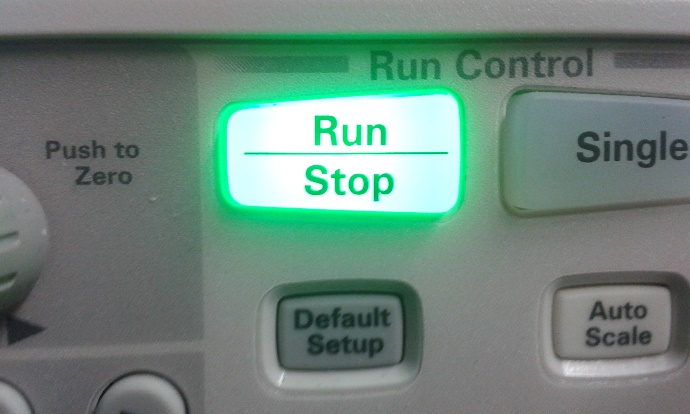 Run Control
Run
Stop
Single
Push to
Zero
Default
Setup
Auto
Scale